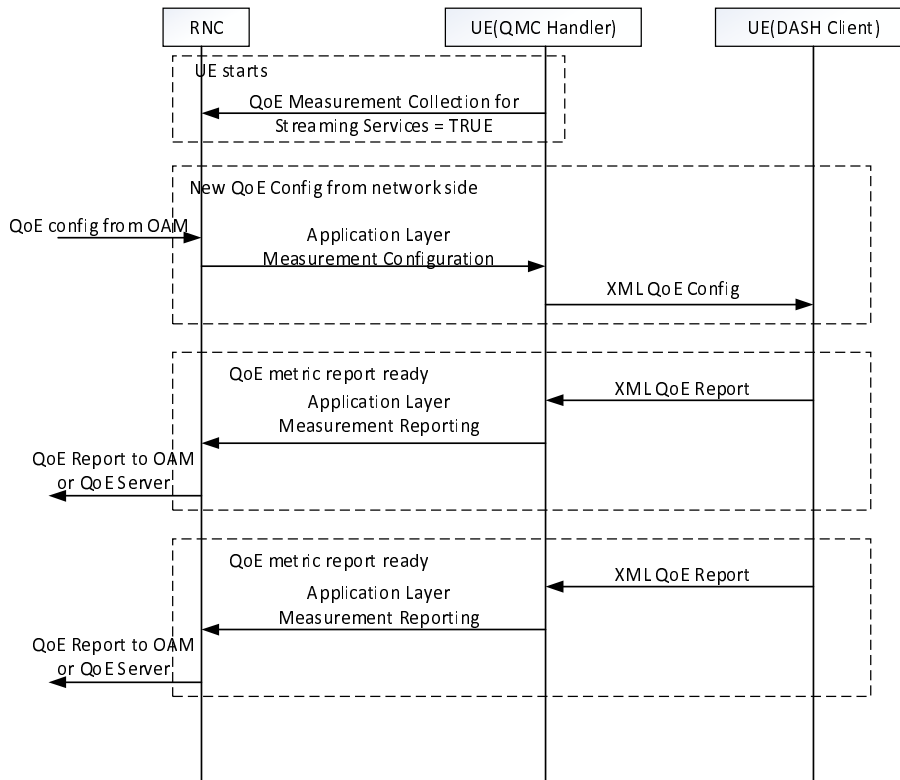 RNC
UE(QMC Handler)
UE(DASH Client)
UE starts
QoE Measurement Collection for
Streaming Services = TRUE
New QoE Config from network side
QoE config from OAM
Application Layer
Measurement Configuration
XML QoE Config
QoE metric report ready
XML QoE Report
Application Layer
Measurement Reporting
QoE Report to OAM
or QoE Server
QoE metric report ready
XML QoE Report
Application Layer
Measurement Reporting
QoE Report to OAM
or QoE Server